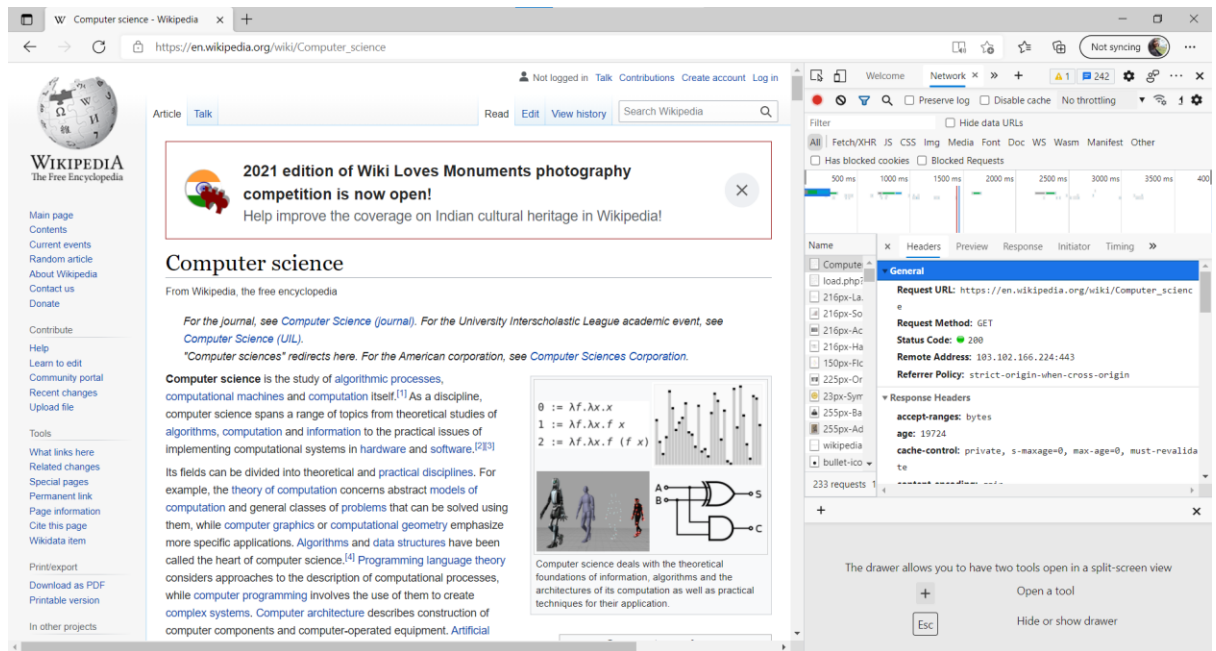 Computer science - Wikipedia
https://en.wikipedia.org/wiki/Computer_science
Not syncing
WIKIPEDIA
The Free Encyclopedia
Main page
Contents
Current events
Random article
About Wikipedia
Contact us
Donate
Contribute
Help
Learn to edit
Community portal
Recent changes
Upload file
Tools
What links here
Related changes
Special pages
Permanent link
Page information
Cite this page
Wikidata item
Print/export
Download as PDF
Printable version
In other projects
Not logged in Talk Contributions Create account Log in
Article Talk Read Edit View history Search Wikipedia
2021 edition of Wiki Loves Monuments photography
competition is now open!
Help improve the coverage on Indian cultural heritage in Wikipedia!
Computer science
From Wikipedia, the free encyclopedia
For the journal, see Computer Science (journal). For the University Interscholastic League academic event, see
Computer Science (UIL).
"Computer sciences" redirects here. For the American corporation, see Computer Sciences Corporation.
Computer science is the study of algorithmic processes,
computational machines and computation itself.[1] As a discipline,
computer science spans a range of topics from theoretical studies of
algorithms, computation and information to the practical issues of
implementing computational systems in hardware and software.[2][3]
Its fields can be divided into theoretical and practical disciplines. For
example, the theory of computation concerns abstract models of
computation and general classes of problems that can be solved using
them, while computer graphics or computational geometry emphasize
more specific applications. Algorithms and data structures have been
called the heart of computer science.[4] Programming language theory
considers approaches to the description of computational processes,
while computer programming involves the use of them to create
complex systems. Computer architecture describes construction of
computer components and computer-operated equipment. Artificial
0 := λf.λx.x
1 := λf.λx.f x
2 := λf.λx.f (f x)
A
B
S
C
Computer science deals with the theoretical
foundations of information, algorithms and the
architectures of its computation as well as practical
techniques for their application.
Welcome Network 1 242
Preserve log Disable cache No throttling
Filter Hide data URLs
All Fetch/XHR JS CSS Img Media Font Doc WS Wasm Manifest Other
Has blocked cookies Blocked Requests
500 ms 1000 ms 1500 ms 2000 ms 2500 ms 3000 ms 3500 ms 400
Name
Compute
load.php?
216px-La.
216px-So
216px-Ac
216px-Ha
150px-Flc
225px-Or
23px-Sym
255px-Ba
255px-Ad
wikipedia
bullet-ico
233 requests 1
Headers Preview Response Initiator Timing
General
Request URL: https://en.wikipedia.org/wiki/Computer_scienc
e
Request Method: GET
Status Code: 200
Remote Address: 103.102.166.224:443
Referrer Policy: strict-origin-when-cross-origin
Response Headers
accept-ranges: bytes
age: 19724
cache-control: private, s-maxage=0, max-age=0, must-revalida
te
The drawer allows you to have two tools open in a split-screen view
+ Open a tool
Esc Hide or show drawer